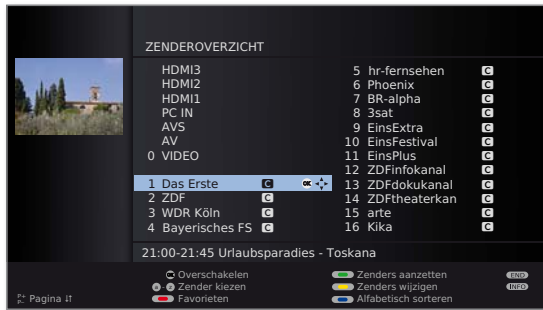 ZENDEROVERZICHT
HDMI3
HDMI2
HDMI1
PC IN
AVS
AV
0 VIDEO
1 Das Erste C OK
2 ZDF C
3 WDR Köln C
4 Bayerisches FS C
5 hr-fernsehen C
6 Phoenix C
7 BR-alpha C
8 3sat C
9 EinsExtra C
10 EinsFestival C
11 EinsPlus C
12 ZDFinfokanal C
13 ZDFdokukanal C
14 ZDFtheaterkan C
15 arte C
16 Kika C
21:00-21:45 Urlaubsparadies - Toskana
OK Overschakelen
Zender kiezen
Favorieten
Zenders aanzetten
Zenders wijzigen
Alfabetisch sorteren
END
INFO
P+
P-
Pagina